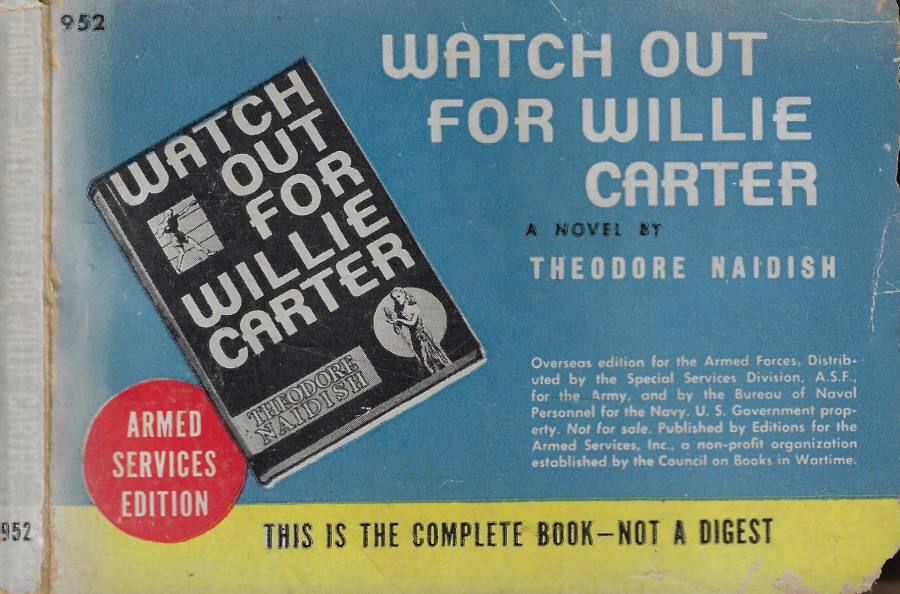 952
WATCH OUT
FOR WILLIE
CARTER
A NOVEL BY
THEODORE NAIDISH
WATCH
OUT
FOR
WILLIE
CARTER
THEODORE
NAIDISH
Overseas edition for the Armed Forces. Distrib-
uted by the Special Services Division, A.S.F.,
for the Army, and by the Bureau of Naval
Personnel for the Navy. U. S. Government prop-
erty. Not for sale. Published by Editions for the
Armed Services, Inc., a non-profit organization
established by the Council on Books in Wartime.
ARMED
SERVICES
EDITION
952
THIS IS THE COMPLETE BOOK—NOT A DIGEST